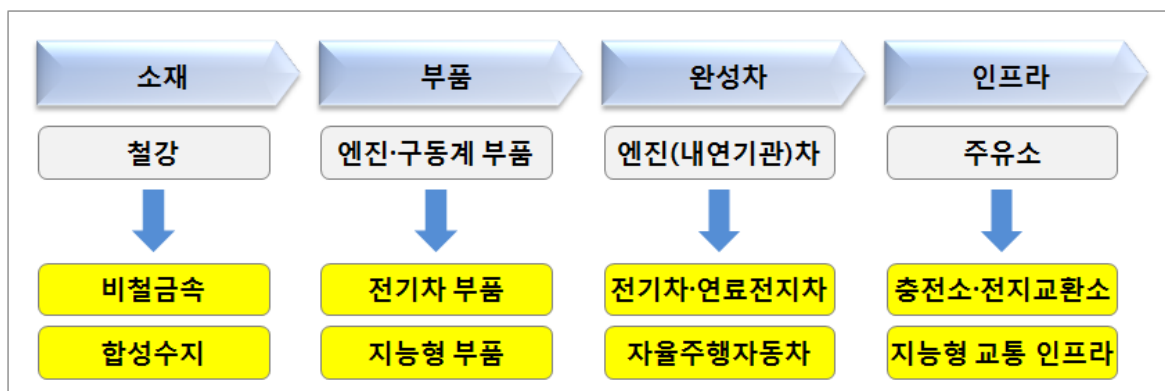 소재
부품
완성차
인프라
철강
엔진·구동계 부품
엔진(내연기관)차
주유소
비철금속
전기차 부품
전기차·연료전지차
충전소·전지교환소
합성수지
지능형 부품
자율주행자동차
지능형 교통 인프라